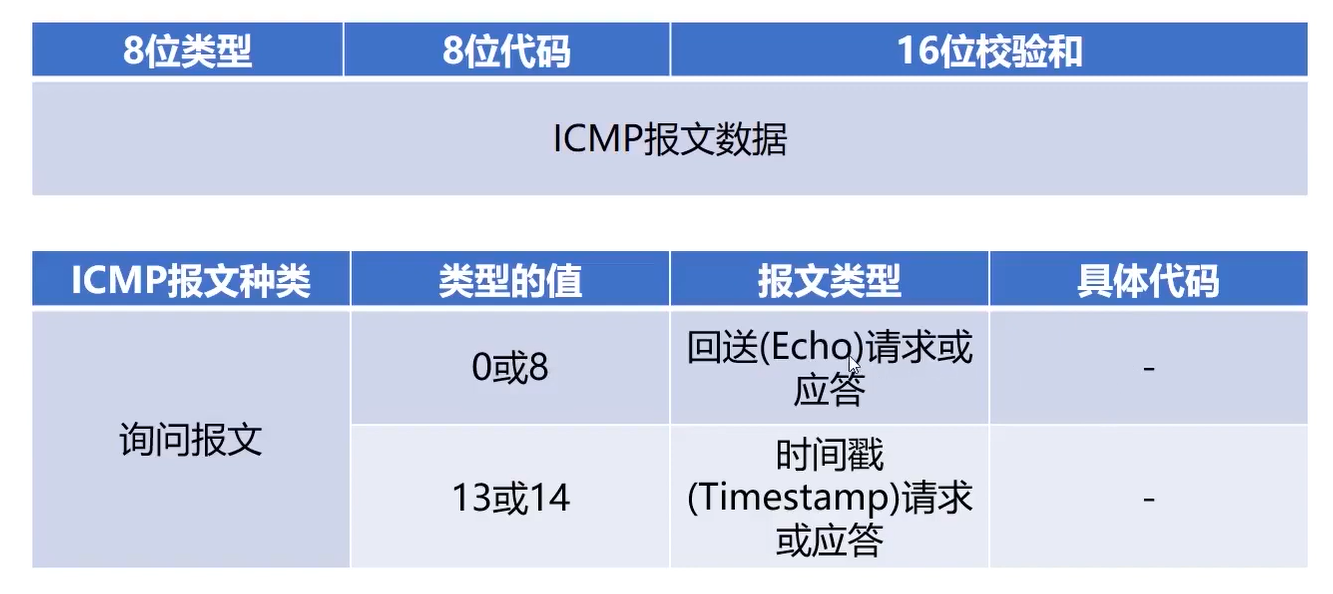 8位类型
8位代码
16位校验和
ICMP报文数据
ICMP报文种类
类型的值
报文类型
具体代码
询问报文
0或8
回送(Echo)请求或
应答
-
13或14
时间戳
(Timestamp)请求
或应答
-